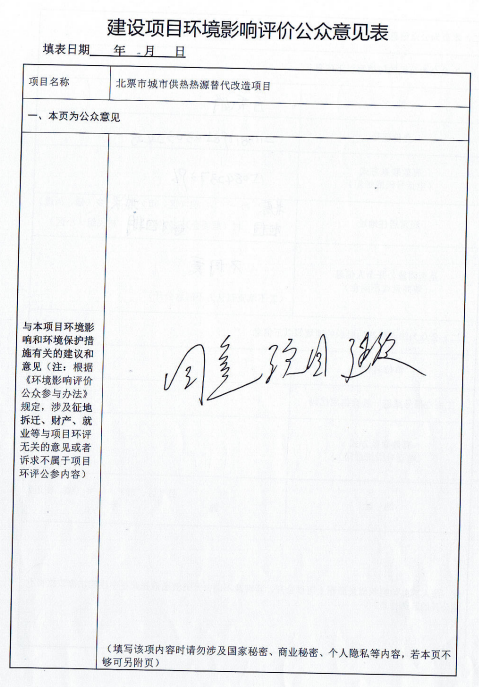 建设项目环境影响评价公众意见表
填表日期 年 月 日
项目名称 北票市城市供热热源替代改造项目
一、本页为公众意见
与本项目环境影
响和环境保护措
施有关的建议和
意见（注：根据
《环境影响评价
公众参与办法》
规定，涉及征地
拆迁、财产、就
业等与项目环评
无关的意见或者
诉求不属于项目
环评公参内容）
同意项目建设
（填写该项内容时请勿涉及国家秘密、商业秘密、个人隐私等内容，若本页不
够可另附页）